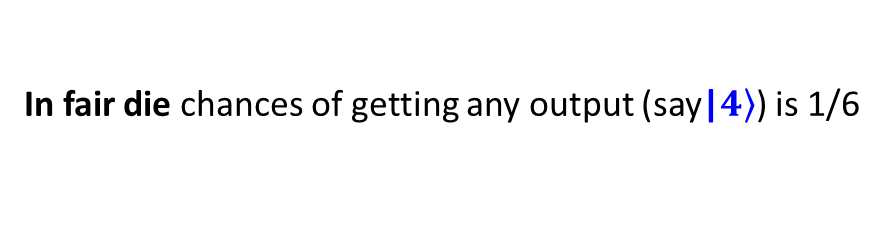 In fair die chances of getting any output (say|4⟩) is 1/6